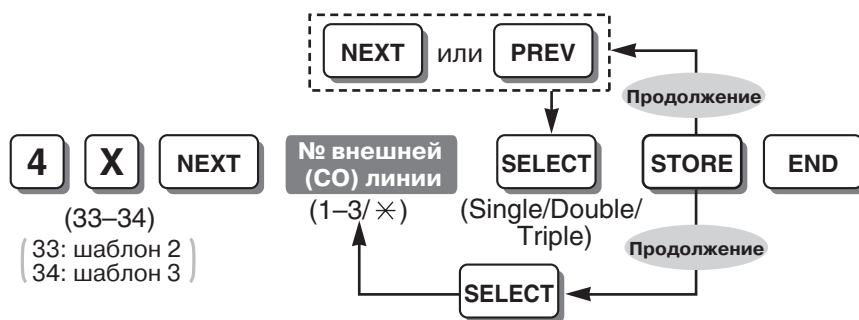 NEXT или PREV
Продолжение
4 X NEXT № внешней (CO) линии SELECT STORE END
(33–34) (1–3/✳) (Single/Double/Triple)
33: шаблон 2
34: шаблон 3
Продолжение
SELECT